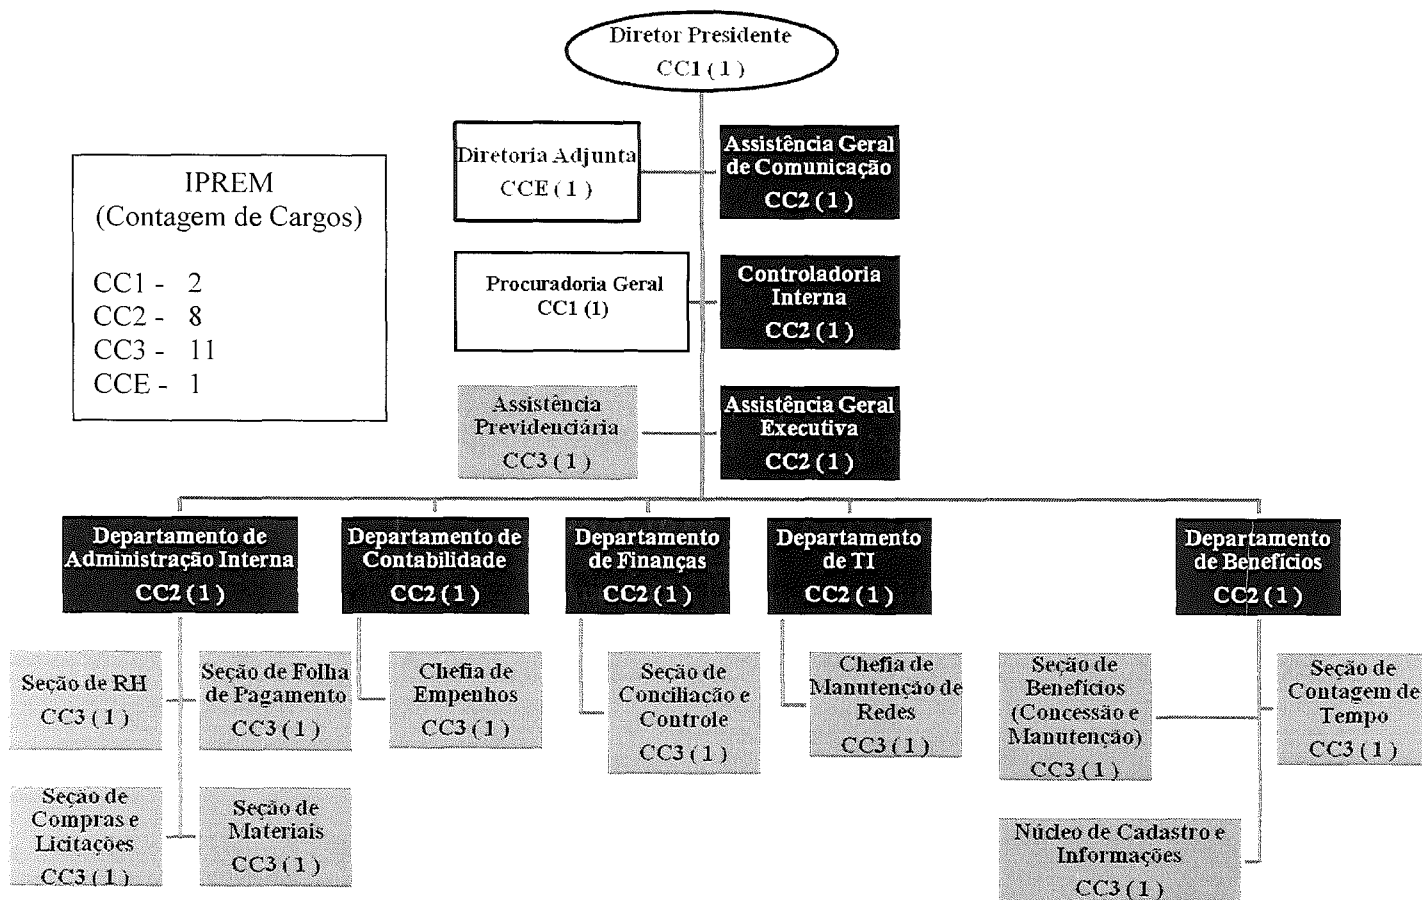 Diretor Presidente
CC1 ( 1 )
IPREM
(Contagem de Cargos)
CC1 - 2
CC2 - 8
CC3 - 11
CCE - 1
Diretoria Adjunta
CCE ( 1 )
Assistência Geral
de Comunicação
CC2 ( 1 )
Procuradoria Geral
CC1 (1)
Controladoria
Interna
CC2 ( 1 )
Assistência
Previdenciária
CC3 ( 1 )
Assistência Geral
Executiva
CC2 ( 1 )
Departamento de
Administração Interna
CC2 ( 1 )
Departamento de
Contabilidade
CC2 ( 1 )
Departamento
de Finanças
CC2 ( 1 )
Departamento
de TI
CC2 ( 1 )
Departamento
de Benefícios
CC2 ( 1 )
Seção de RH
CC3 ( 1 )
Seção de Folha
de Pagamento
CC3 ( 1 )
Chefia de
Empenhos
CC3 ( 1 )
Seção de
Conciliação e
Controle
CC3 ( 1 )
Chefia de
Manutenção de
Redes
CC3 ( 1 )
Seção de
Benefícios
(Concessão e
Manutenção)
CC3 ( 1 )
Seção de
Contagem de
Tempo
CC3 ( 1 )
Seção de
Compras e
Licitações
CC3 ( 1 )
Seção de
Materiais
CC3 ( 1 )
Núcleo de Cadastro e
Informações
CC3 ( 1 )